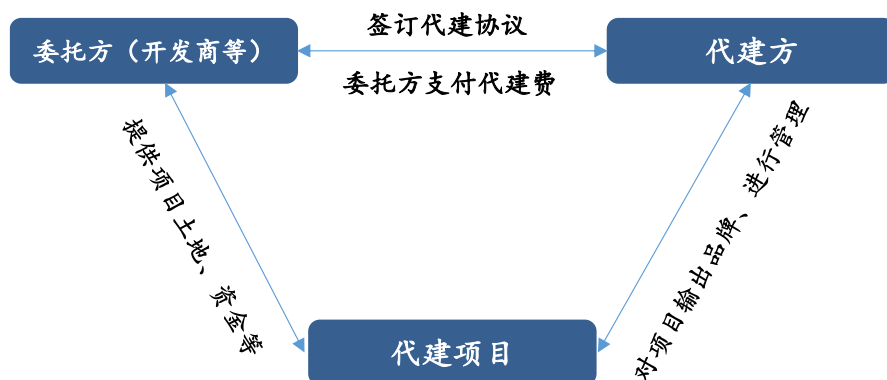 签订代建协议
委托方（开发商等）
代建方
委托方支付代建费
提供项目土地、资金等
对项目输出品牌、进行管理
代建项目